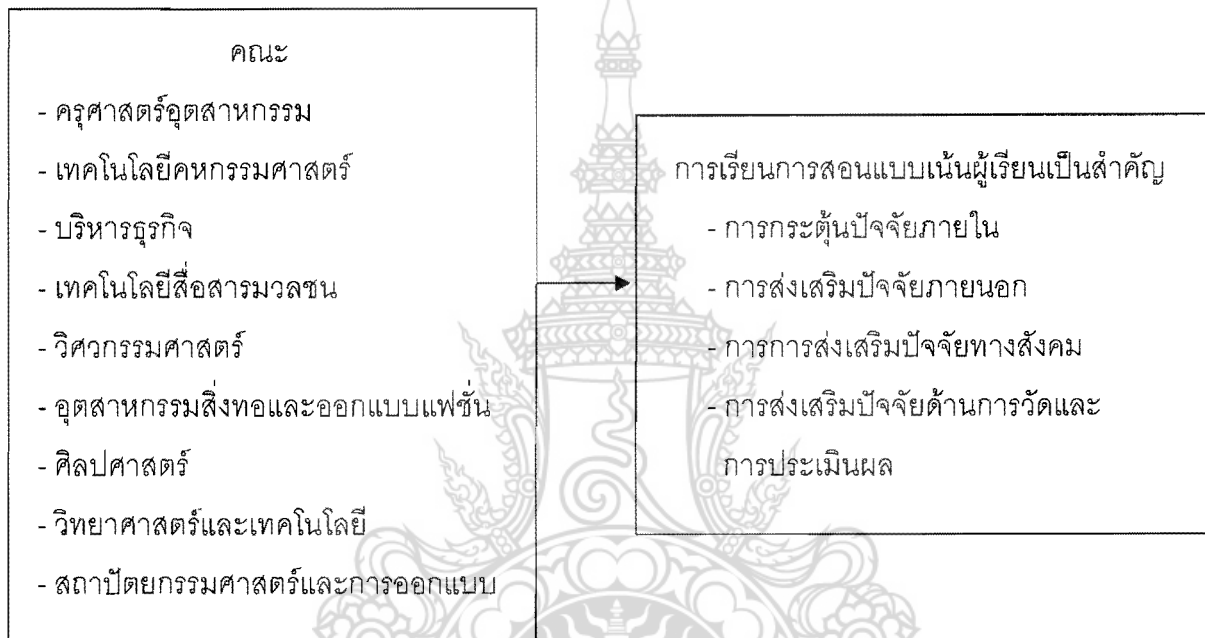 คณะ
- ครุศาสตร์อุตสาหกรรม
- เทคโนโลยีคหกรรมศาสตร์
- บริหารธุรกิจ
- เทคโนโลยีสื่อสารมวลชน
- วิศวกรรมศาสตร์
- อุตสาหกรรมสิ่งทอและออกแบบแฟชั่น
- ศิลปศาสตร์
- วิทยาศาสตร์และเทคโนโลยี
- สถาปัตยกรรมศาสตร์และการออกแบบ
การเรียนการสอนแบบเน้นผู้เรียนเป็นสำคัญ
- การกระตุ้นปัจจัยภายใน
- การส่งเสริมปัจจัยภายนอก
- การการส่งเสริมปัจจัยทางสังคม
- การส่งเสริมปัจจัยด้านการวัดและ
การประเมินผล